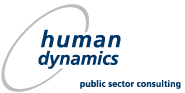 human
dynamics
public sector consulting